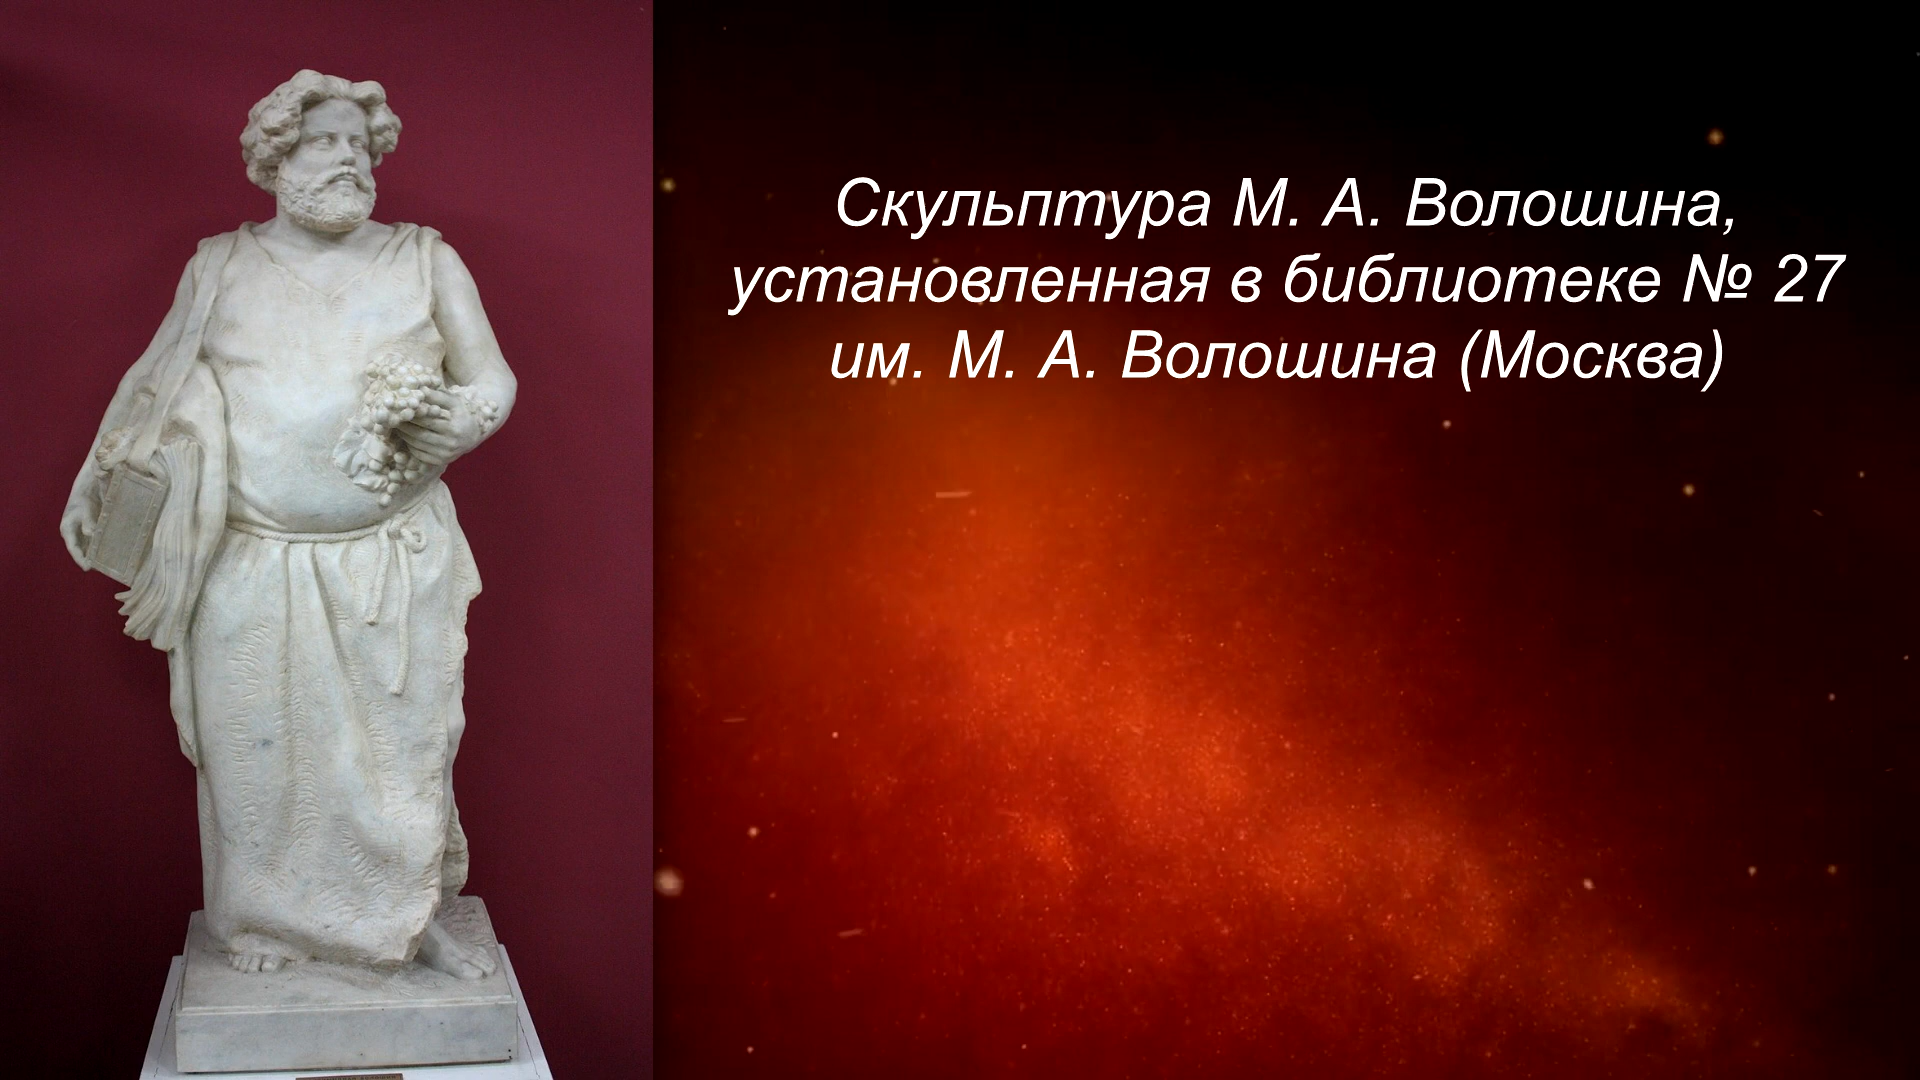 Скульптура М. А. Волошина,
установленная в библиотеке № 27
им. М. А. Волошина (Москва)